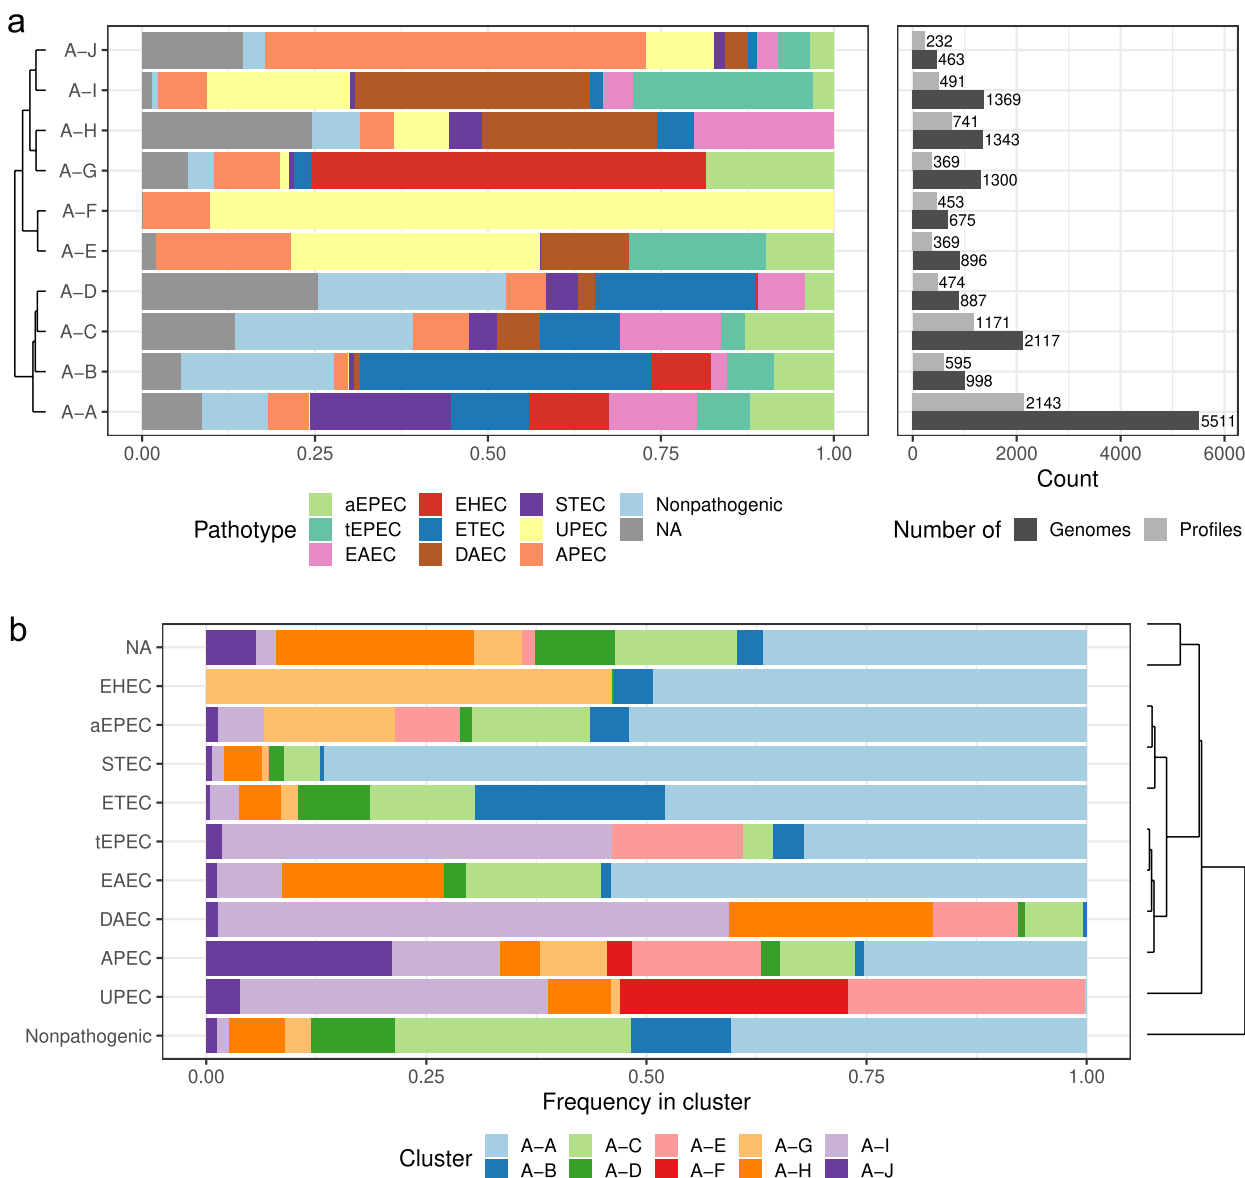 a
A−J
A−I
A−H
A−G
A−F
A−E
A−D
A−C
A−B
A−A
0.00 0.25 0.50 0.75 1.00
232
463
491
1369
741
1343
369
1300
453
675
369
896
474
887
1171
2117
595
998
2143
5511
0 2000 4000 6000
Count
Pathotype
aEPEC EHEC STEC Nonpathogenic
tEPEC ETEC UPEC NA
EAEC DAEC APEC
Number of Genomes Profiles
b
NA
EHEC
aEPEC
STEC
ETEC
tEPEC
EAEC
DAEC
APEC
UPEC
Nonpathogenic
0.00 0.25 0.50 0.75 1.00
Frequency in cluster
Cluster
A−A A−C A−E A−G A−I
A−B A−D A−F A−H A−J